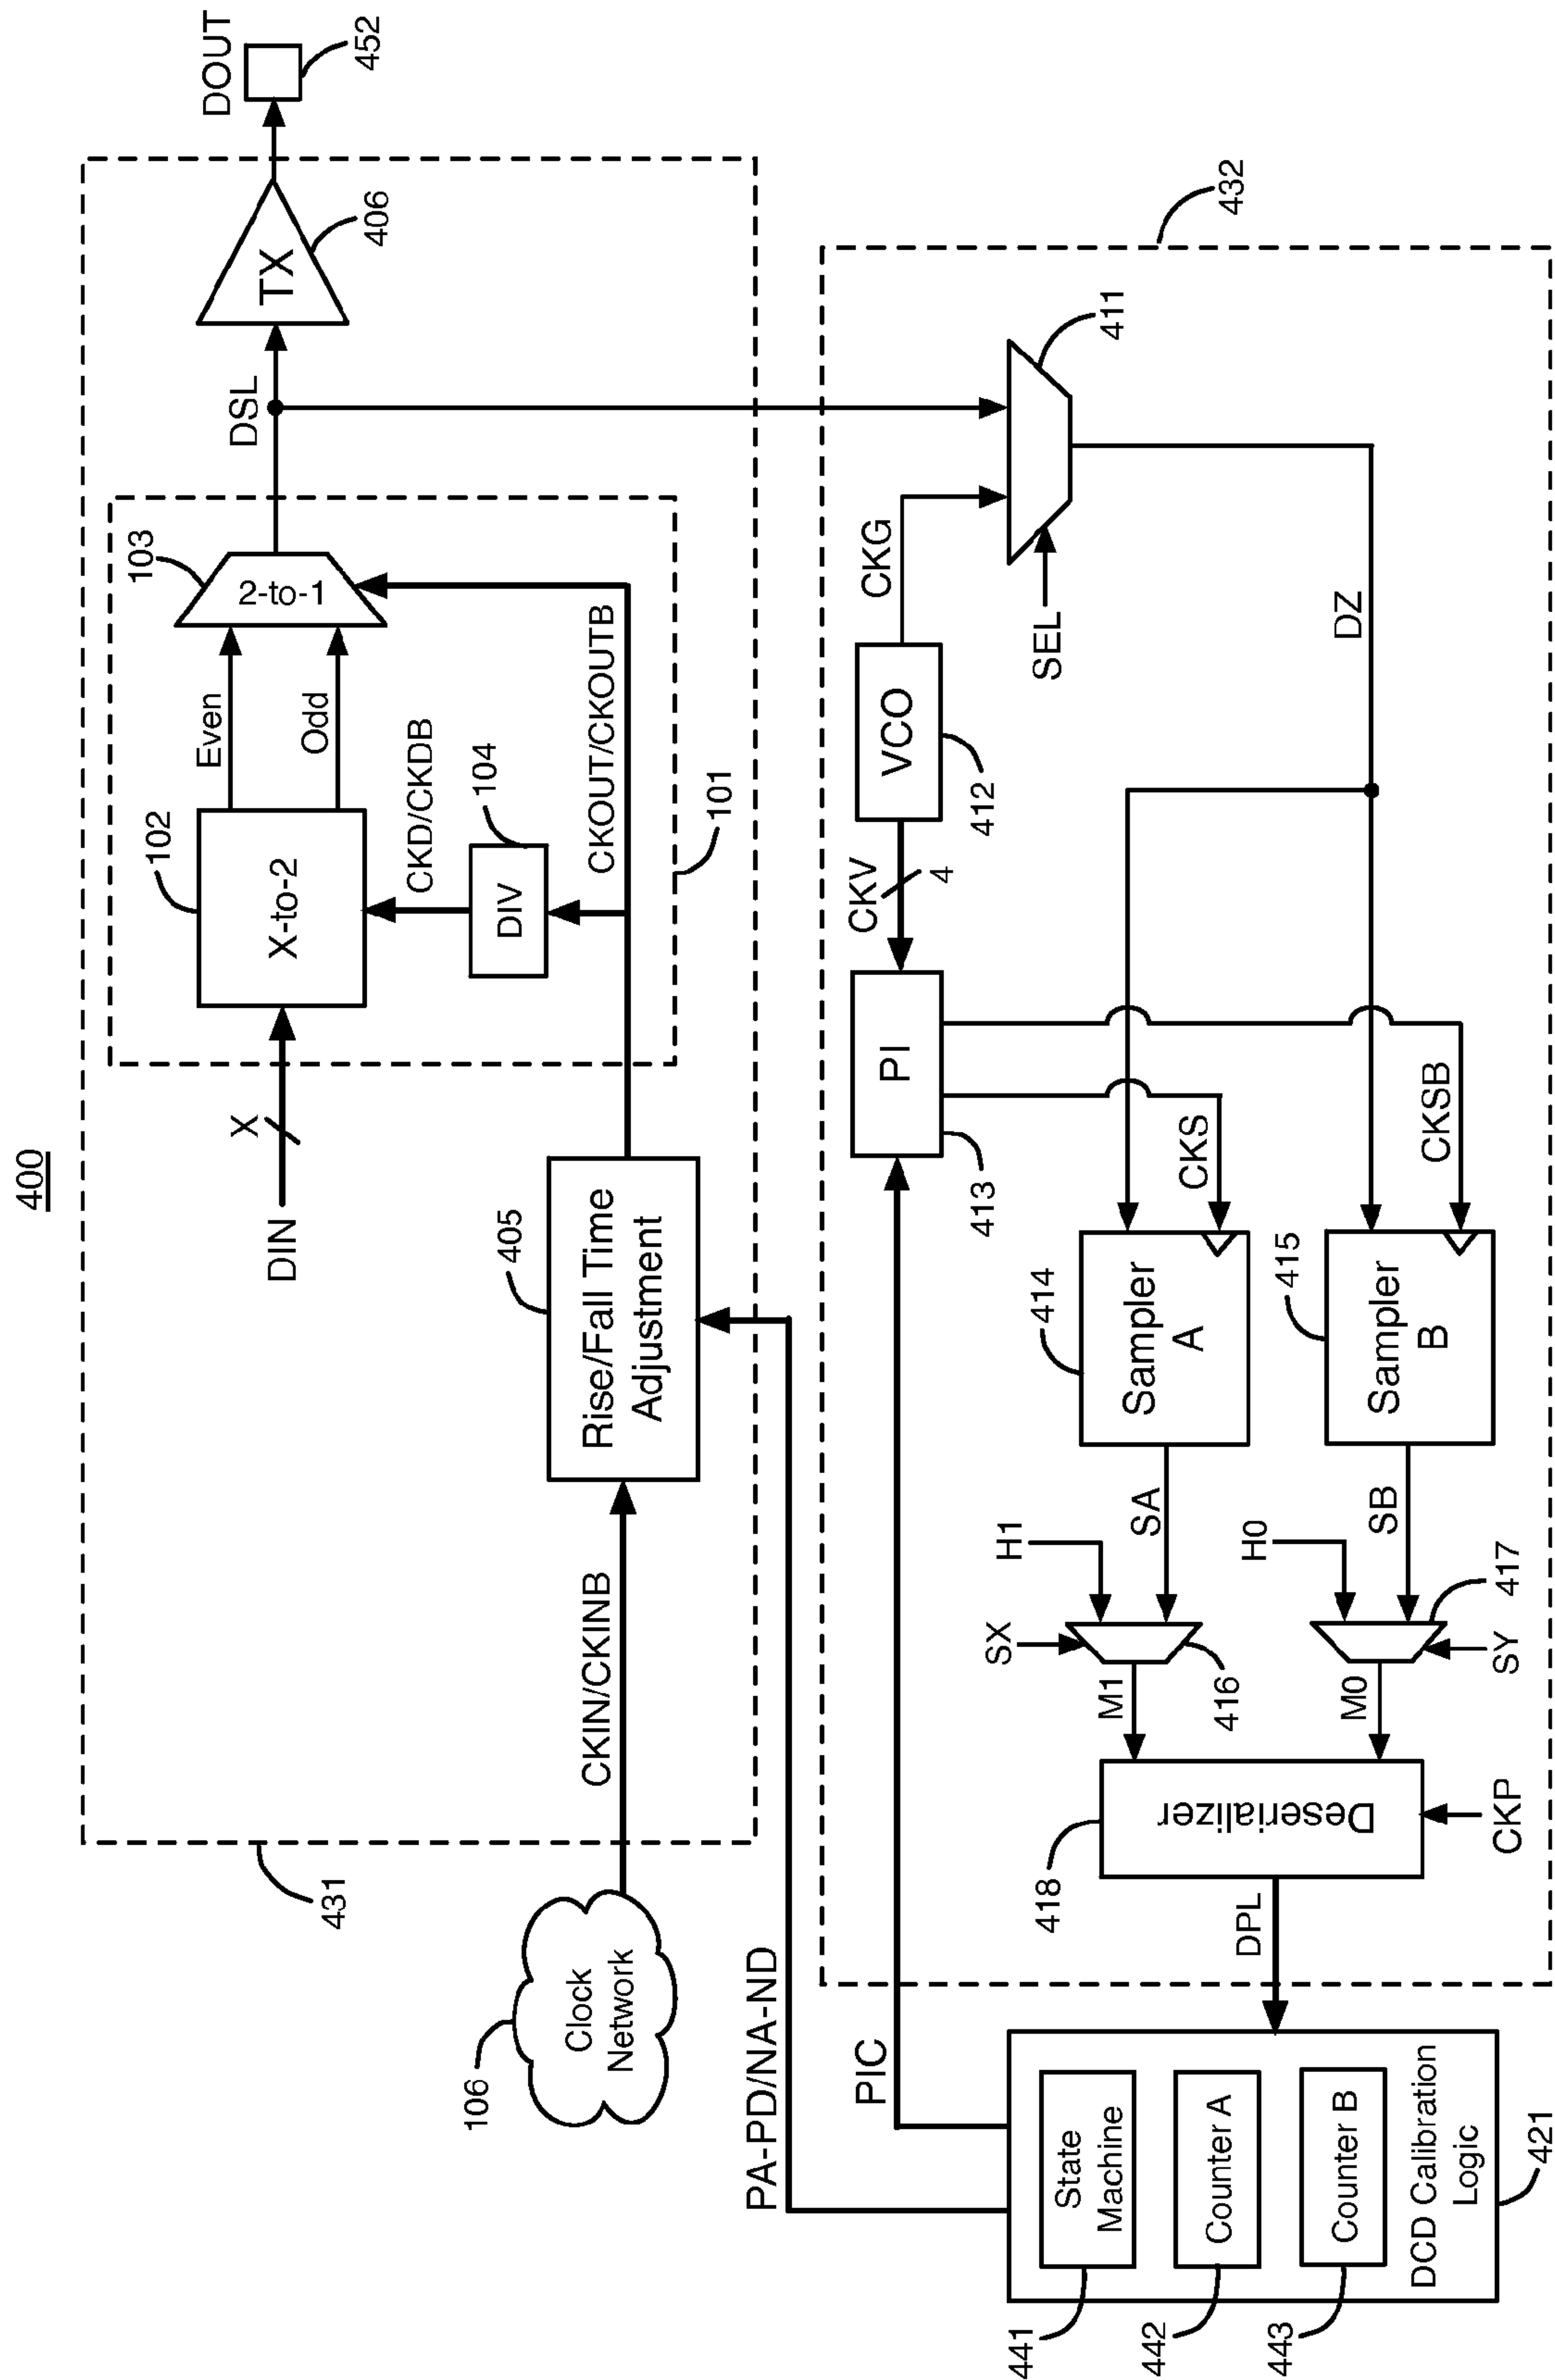 400
DIN
X
X-to-2
102
Even
Odd
2-to-1
103
DSL
TX
406
DOUT
452
CKD/CKDB
DIV
104
CKOUT/CKOUTB
101
Rise/Fall Time
Adjustment
405
CKIN/CKINB
431
Clock
Network
106
PA-PD/NA-ND
PIC
PI
413
CKV
4
VCO
412
CKG
SEL
411
432
DZ
CKS
CKSB
Sampler
A
414
Sampler
B
415
SA
SB
H1
H0
SX
SY
416
417
M1
M0
Deserializer
418
CKP
DPL
State
Machine
441
Counter A
442
Counter B
443
DCD Calibration
Logic
421